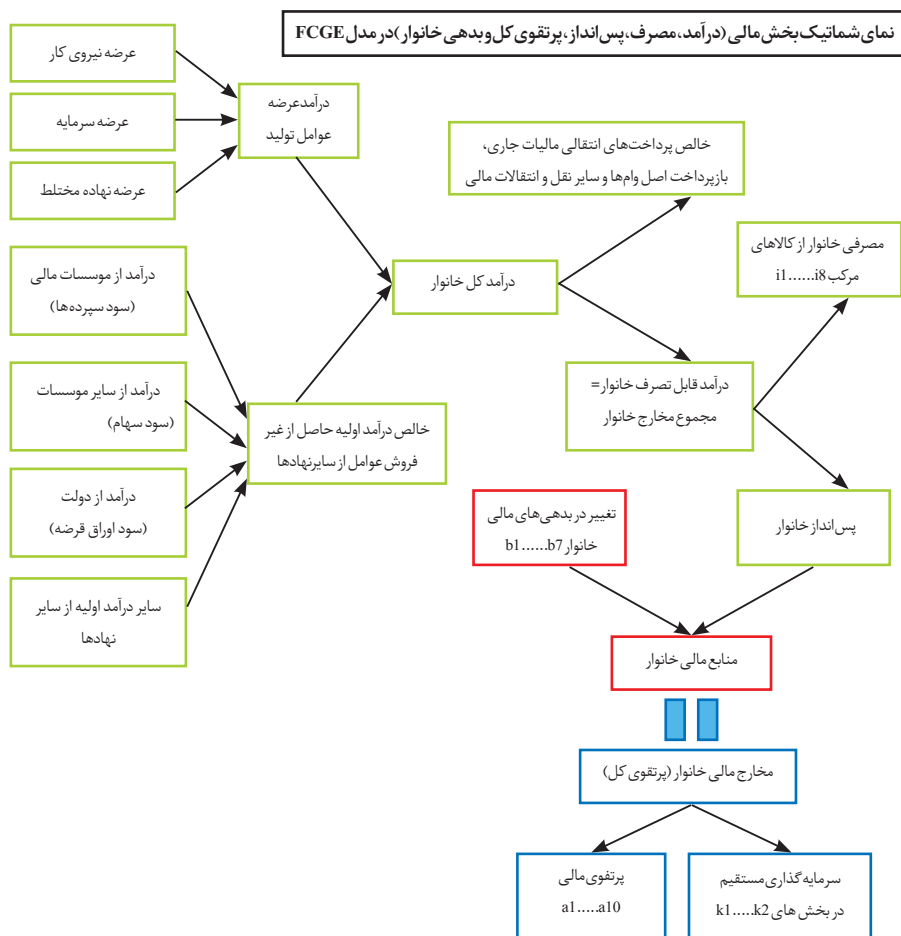 نمای شماتیک بخش مالی (درآمد، مصرف، پس انداز، پرتقوی کل و بدهی خانوار) در مدل FCGE
عرضه نیروی کار
عرضه سرمایه
عرضه نهاده مختلط
درآمد عرضه
عوامل تولید
خالص پرداخت‌های انتقالی مالیات جاری،
بازپرداخت اصل وام‌ها و سایر نقل و انتقالات مالی
مصرفی خانوار از کالاهای
مرکب i1......i8
درآمد از موسسات مالی
(سود سپرده‌ها)
درآمد کل خانوار
درآمد از سایر موسسات
(سود سهام)
خالص درآمد اولیه حاصل از غیر
فروش عوامل از سایر نهادها
درآمد قابل تصرف خانوار =
مجموع مخارج خانوار
درآمد از دولت
(سود اوراق قرضه)
تغییر در بدهی‌های مالی
خانوار b1......b7
پس انداز خانوار
سایر درآمد اولیه از سایر
نهادها
منابع مالی خانوار
مخارج مالی خانوار (پرتقوی کل)
سرمایه گذاری مستقیم
در بخش های k1.....k2
پرتفوی مالی
a1.....a10